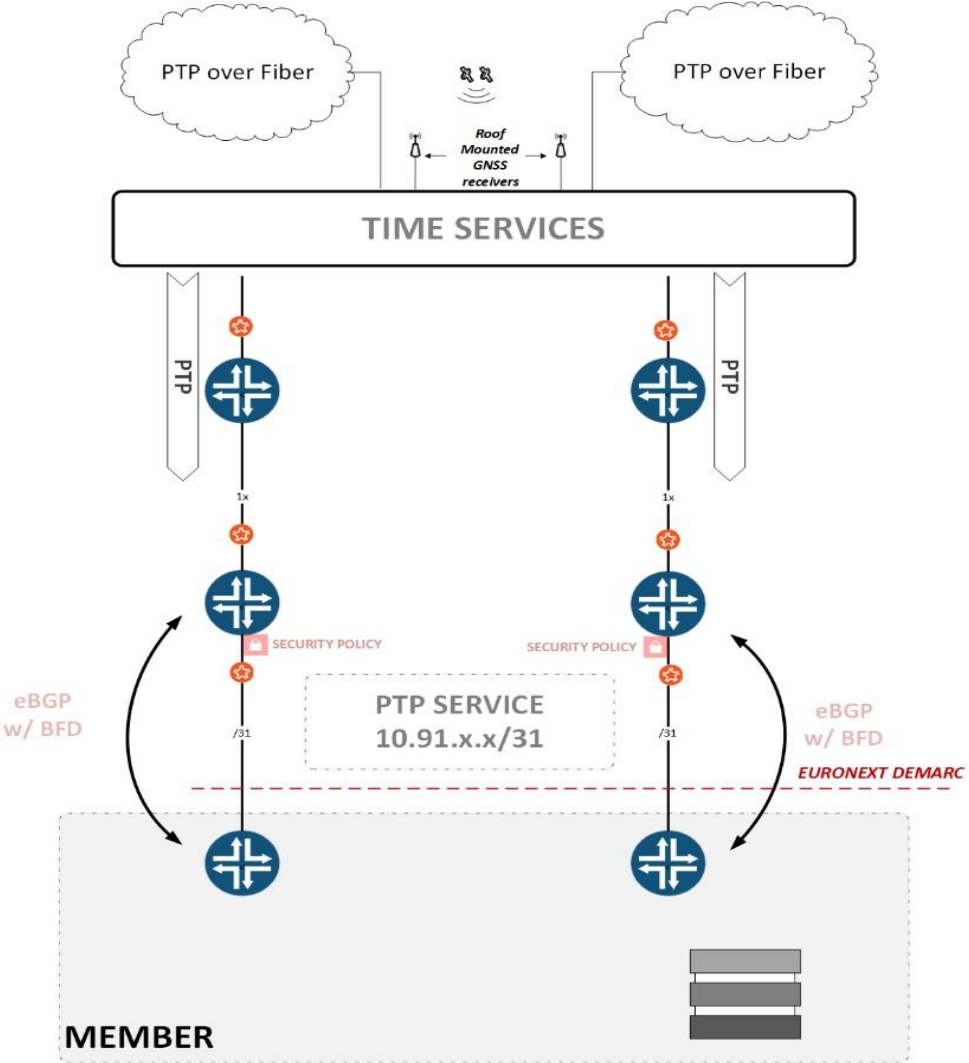 PTP over Fiber
PTP over Fiber
Roof
Mounted
GNSS
receivers
TIME SERVICES
PTP
PTP
1x
1x
SECURITY POLICY
SECURITY POLICY
eBGP
w/ BFD
PTP SERVICE
10.91.x.x/31
/31
/31
eBGP
w/ BFD
EURONEXT DEMARC
MEMBER